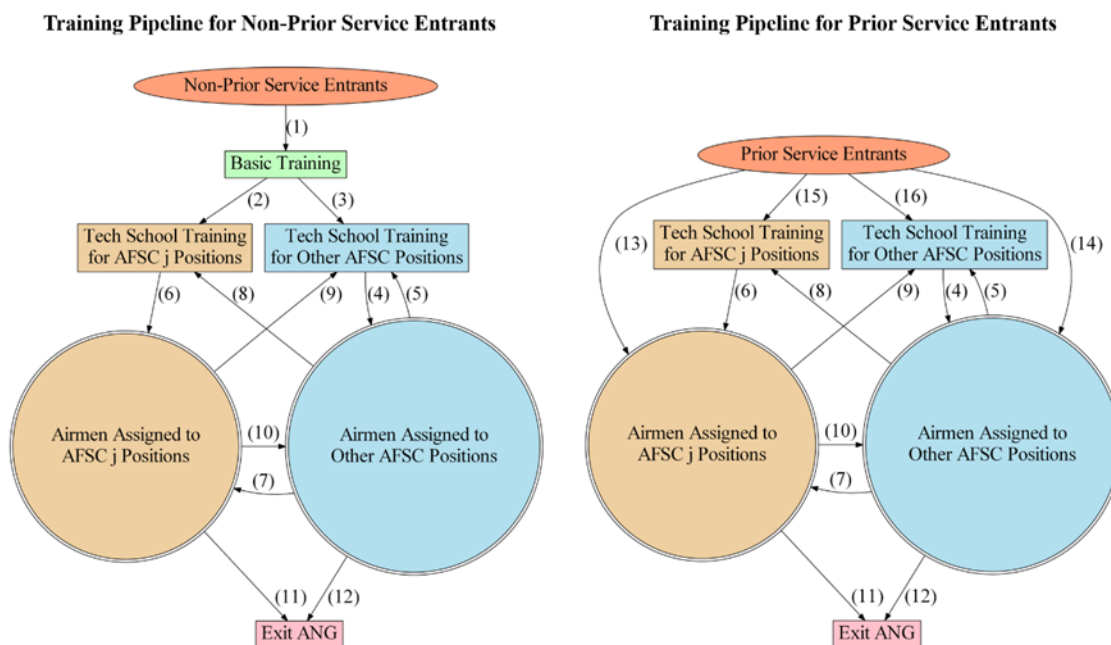 Training Pipeline for Non-Prior Service Entrants
Non-Prior Service Entrants
(1)
Basic Training
(2)
(3)
Tech School Training
for AFSC j Positions
Tech School Training
for Other AFSC Positions
(6)
(8)
(9)
(4)
(5)
Airmen Assigned to
AFSC j Positions
(10)
(7)
Airmen Assigned to
Other AFSC Positions
(11)
(12)
Exit ANG
Training Pipeline for Prior Service Entrants
Prior Service Entrants
(13)
(15)
(16)
(14)
Tech School Training
for AFSC j Positions
Tech School Training
for Other AFSC Positions
(6)
(8)
(9)
(4)
(5)
Airmen Assigned to
AFSC j Positions
(10)
(7)
Airmen Assigned to
Other AFSC Positions
(11)
(12)
Exit ANG